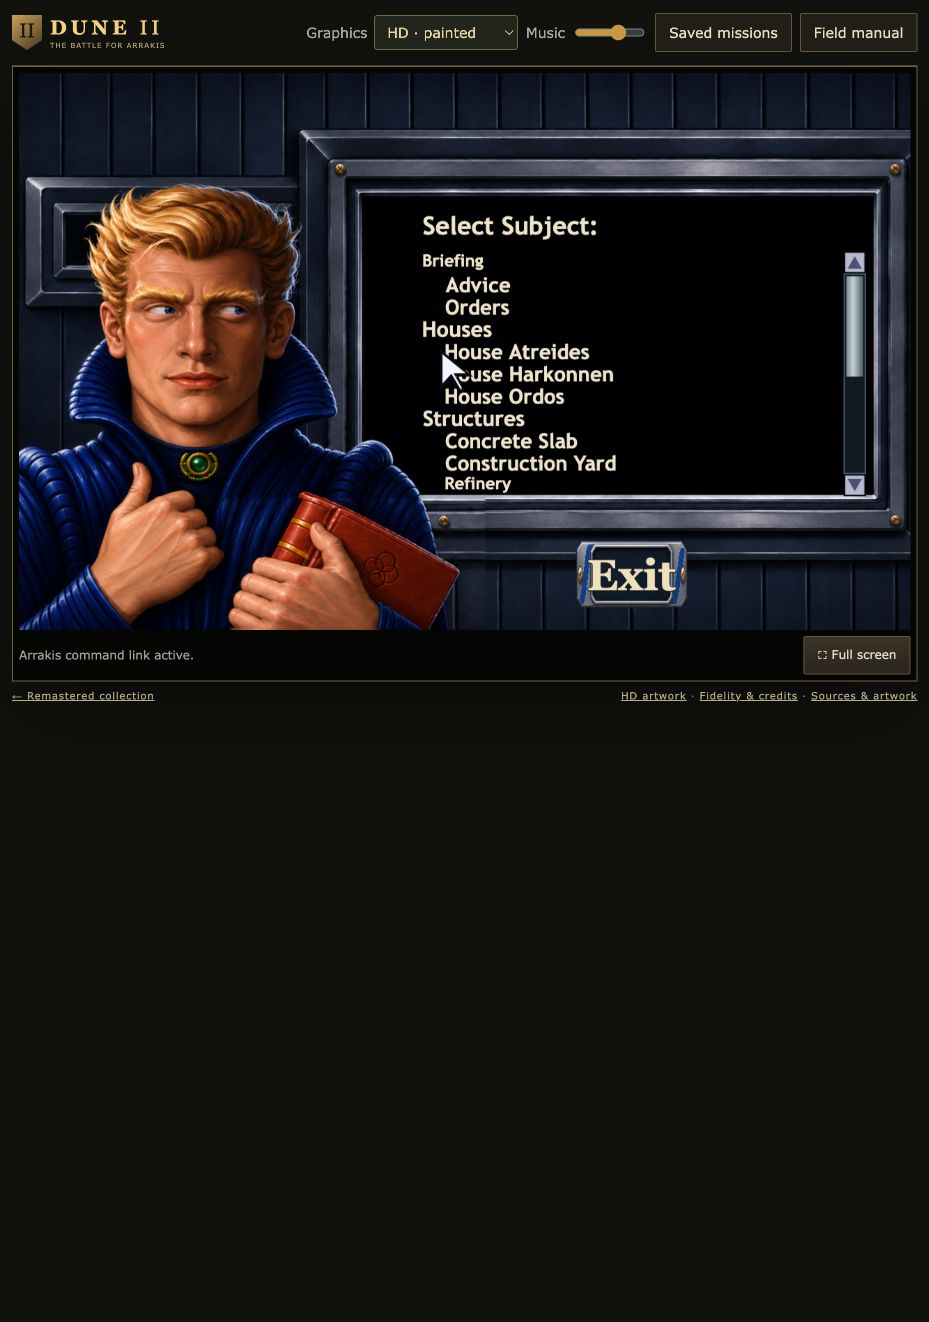 II DUNE II
THE BATTLE FOR ARRAKIS
Graphics HD · painted Music Saved missions Field manual
Select Subject:
Briefing
Advice
Orders
Houses
House Atreides
House Harkonnen
House Ordos
Structures
Concrete Slab
Construction Yard
Refinery
Exit
Arrakis command link active.
Full screen
← Remastered collection
HD artwork · Fidelity & credits · Sources & artwork